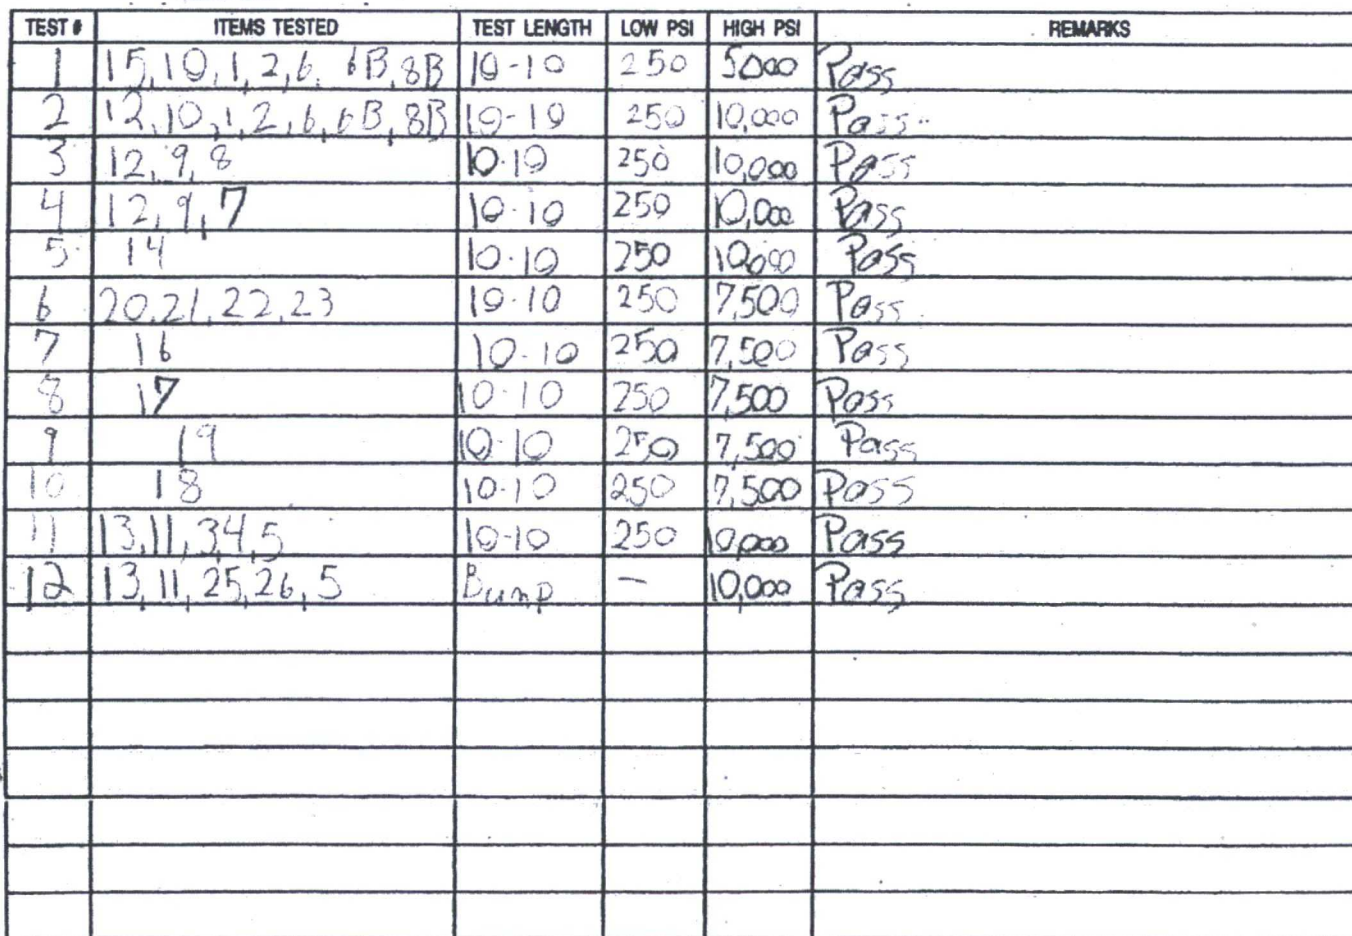 TEST # ITEMS TESTED TEST LENGTH LOW PSI HIGH PSI REMARKS
1 15,10,1,2,6, 6B,8B 10-10 250 5000 Pass
2 12,10,1,2,6,6B,8B 10-10 250 10,000 Pass
3 12,9,8 10-10 250 10,000 Pass
4 12,9,7 10-10 250 10,000 Pass
5 14 10-10 250 10,000 Pass
6 20,21,22,23 10-10 250 7,500 Pass
7 16 10-10 250 7,500 Pass
8 17 10-10 250 7,500 Pass
9 19 10-10 250 7,500 Pass
10 18 10-10 250 7,500 Pass
11 13,11,3,4,5 10-10 250 10,000 Pass
12 13,11,25,26,5 Bump — 10,000 Pass